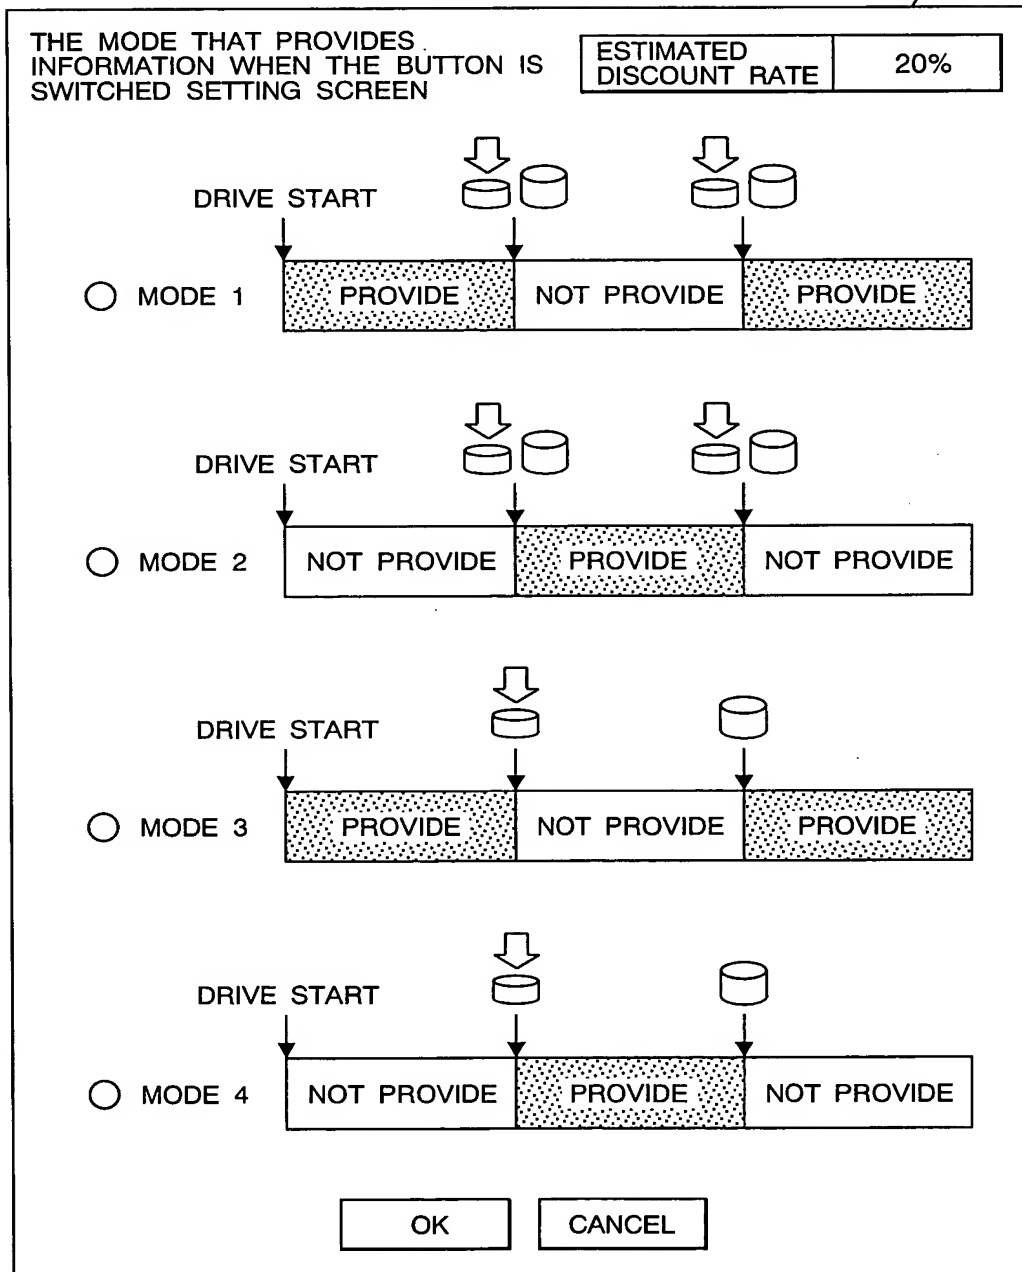 THE MODE THAT PROVIDES
INFORMATION WHEN THE BUTTON IS
SWITCHED SETTING SCREEN
ESTIMATED
DISCOUNT RATE
20%
DRIVE START
MODE 1
PROVIDE
NOT PROVIDE
PROVIDE
DRIVE START
MODE 2
NOT PROVIDE
PROVIDE
NOT PROVIDE
DRIVE START
MODE 3
PROVIDE
NOT PROVIDE
PROVIDE
DRIVE START
MODE 4
NOT PROVIDE
PROVIDE
NOT PROVIDE
OK
CANCEL